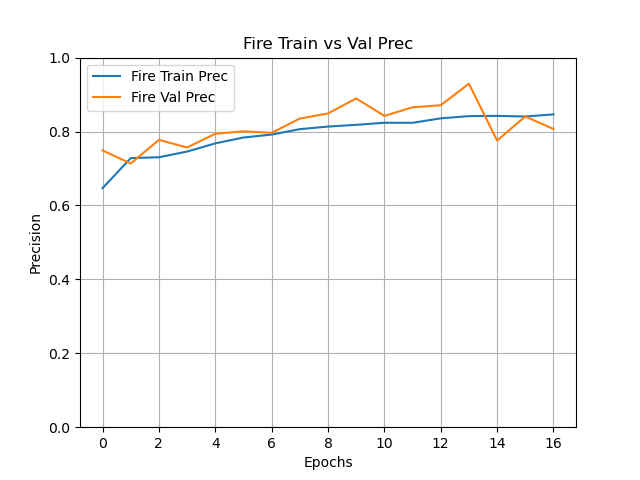 Fire Train vs Val Prec
Fire Train Prec
Fire Val Prec
Precision
1.0
0.8
0.6
0.4
0.2
0.0
0 2 4 6 8 10 12 14 16
Epochs